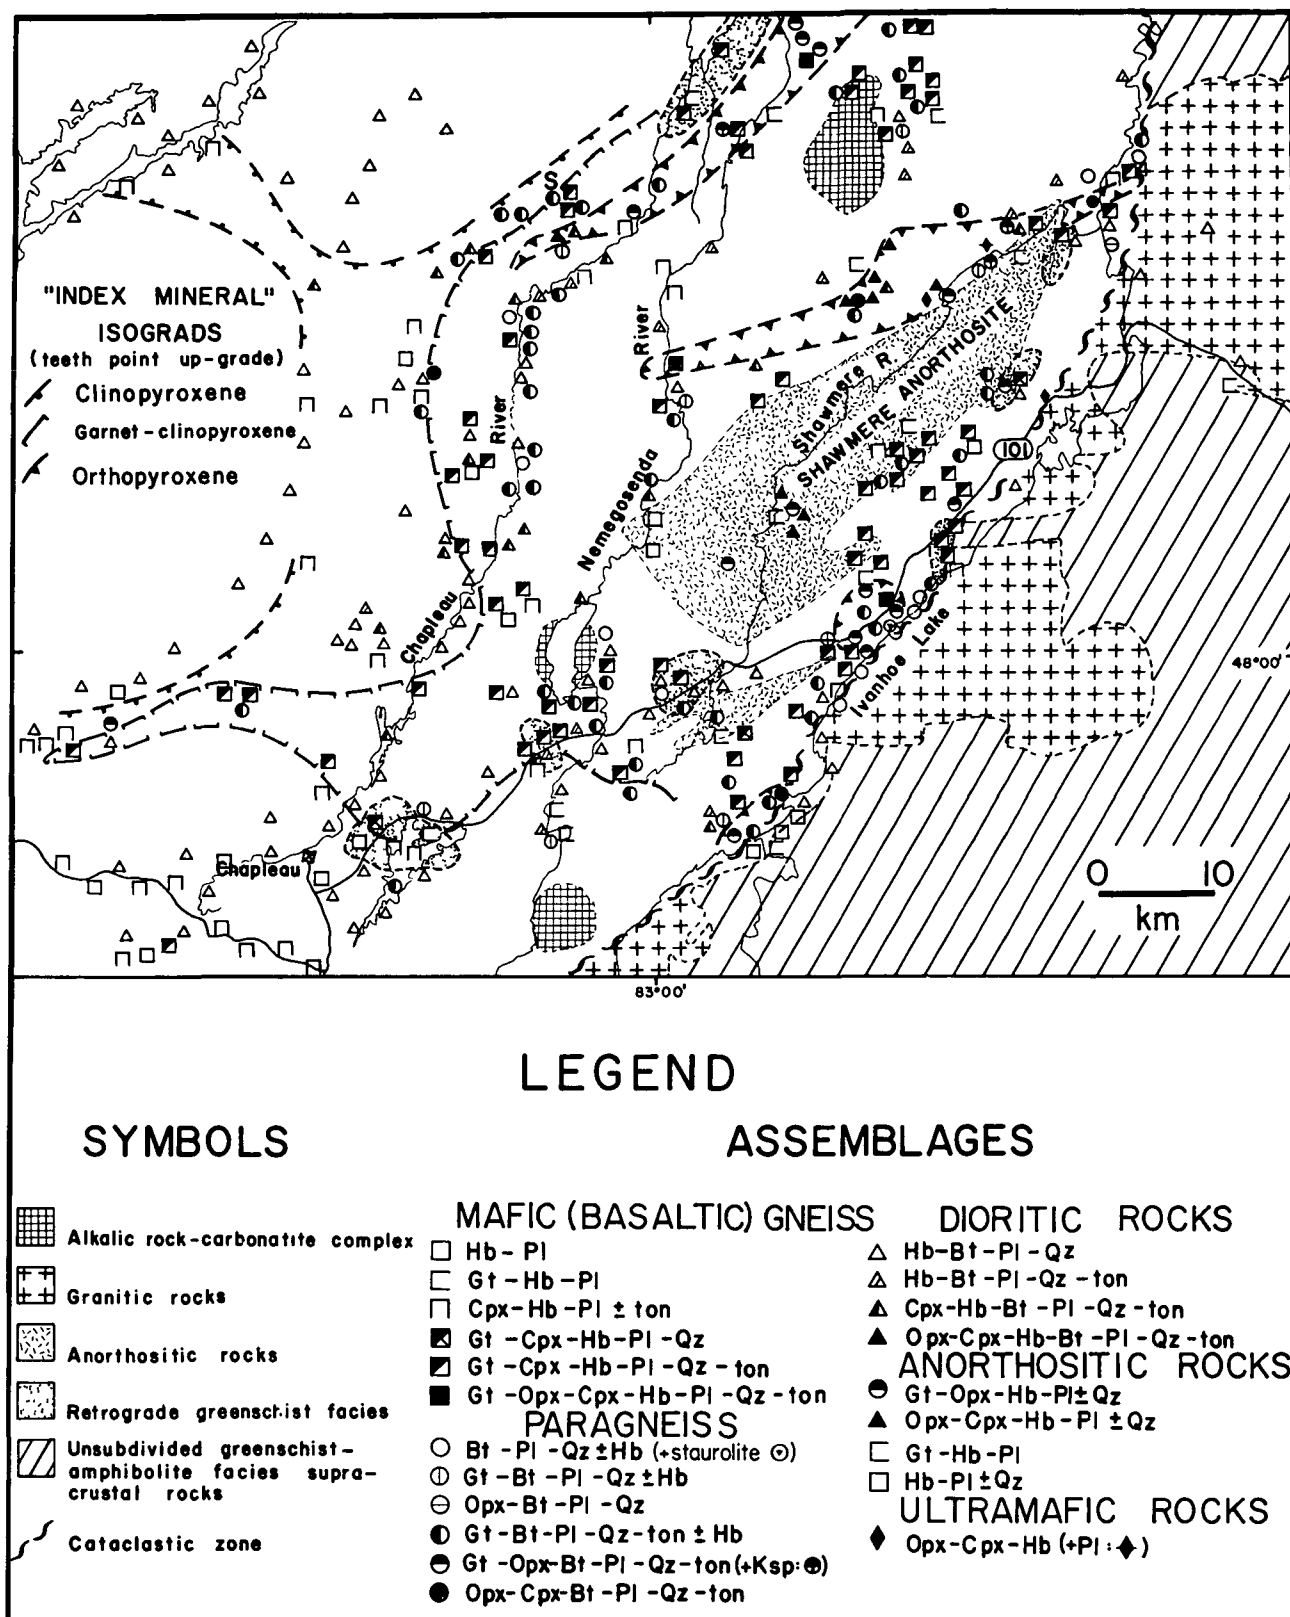 "INDEX MINERAL"
ISOGRADS
(teeth point up-grade)
Clinopyroxene
Garnet-clinopyroxene
Orthopyroxene
S
River
River
Nemegosenda
Chapleau
Chapleau
Shawmere R.
SHAWMERE ANORTHOSITE
101
Ivanhoe Lake
48°00'
0 10
km
83°00'
LEGEND
SYMBOLS
Alkalic rock-carbonatite complex
Granitic rocks
Anorthositic rocks
Retrograde greenschist facies
Unsubdivided greenschist-
amphibolite facies supra-
crustal rocks
Cataclastic zone
ASSEMBLAGES
MAFIC (BASALTIC) GNEISS
Hb-Pl
Gt-Hb-Pl
Cpx-Hb-Pl ± ton
Gt-Cpx-Hb-Pl-Qz
Gt-Cpx-Hb-Pl-Qz-ton
Gt-Opx-Cpx-Hb-Pl-Qz-ton
PARAGNEISS
Bt-Pl-Qz±Hb (+staurolite ⊙)
Gt-Bt-Pl-Qz±Hb
Opx-Bt-Pl-Qz
Gt-Bt-Pl-Qz-ton ± Hb
Gt-Opx-Bt-Pl-Qz-ton (+Ksp: )
Opx-Cpx-Bt-Pl-Qz-ton
DIORITIC ROCKS
Hb-Bt-Pl-Qz
Hb-Bt-Pl-Qz-ton
Cpx-Hb-Bt-Pl-Qz-ton
Opx-Cpx-Hb-Bt-Pl-Qz-ton
ANORTHOSITIC ROCKS
Gt-Opx-Hb-Pl±Qz
Opx-Cpx-Hb-Pl ±Qz
Gt-Hb-Pl
Hb-Pl±Qz
ULTRAMAFIC ROCKS
Opx-Cpx-Hb (+Pl: )